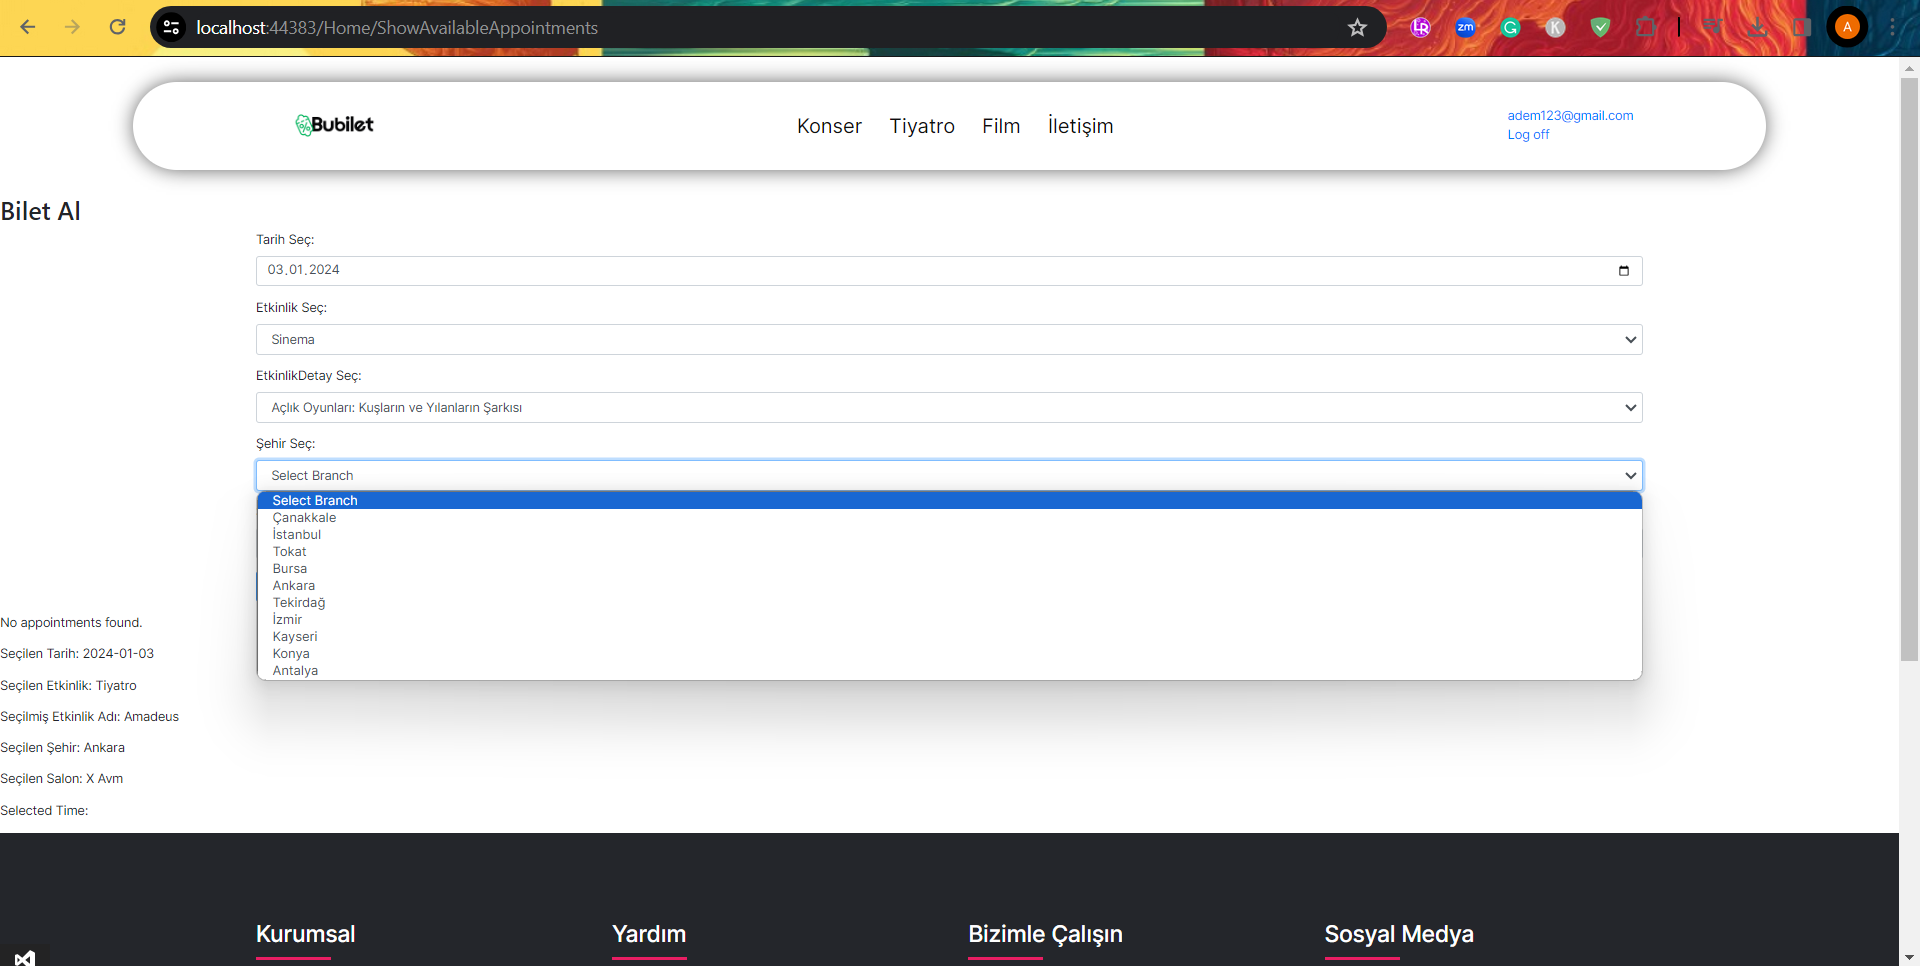 localhost:44383/Home/ShowAvailableAppointments
LR
zm
G
K
A
%Bubilet
Konser Tiyatro Film İletişim
adem123@gmail.com
Log off
Bilet Al
Tarih Seç:
03.01.2024
Etkinlik Seç:
Sinema
EtkinlikDetay Seç:
Açlık Oyunları: Kuşların ve Yılanların Şarkısı
Şehir Seç:
Select Branch
Select Branch
Çanakkale
İstanbul
Tokat
Bursa
Ankara
Tekirdağ
İzmir
Kayseri
Konya
Antalya
No appointments found.
Seçilen Tarih: 2024-01-03
Seçilen Etkinlik: Tiyatro
Seçilmiş Etkinlik Adı: Amadeus
Seçilen Şehir: Ankara
Seçilen Salon: X Avm
Selected Time:
Kurumsal Yardım Bizimle Çalışın Sosyal Medya